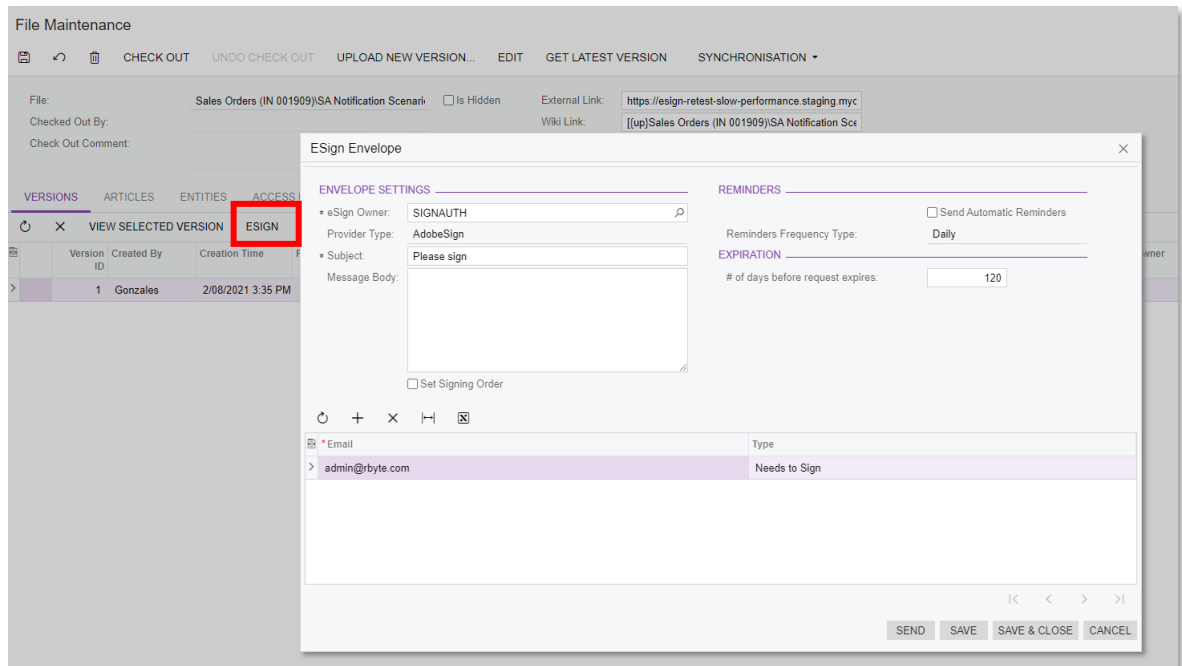 File Maintenance
CHECK OUT UNDO CHECK OUT UPLOAD NEW VERSION... EDIT GET LATEST VERSION SYNCHRONISATION
File: Sales Orders (IN 001909)\SA Notification Scenari Is Hidden External Link: https://esign-retest-slow-performance.staging.myc
Checked Out By: Wiki Link: [{up}Sales Orders (IN 001909)\SA Notification Sce
Check Out Comment:
ESign Envelope
VERSIONS ARTICLES ENTITIES ACCESS
VIEW SELECTED VERSION ESIGN
Version ID Created By Creation Time F wner
1 Gonzales 2/08/2021 3:35 PM
ENVELOPE SETTINGS REMINDERS
* eSign Owner: SIGNAUTH Send Automatic Reminders
Provider Type: AdobeSign Reminders Frequency Type: Daily
* Subject: Please sign EXPIRATION
Message Body: # of days before request expires: 120
Set Signing Order
* Email Type
admin@rbyte.com Needs to Sign
SEND SAVE SAVE & CLOSE CANCEL